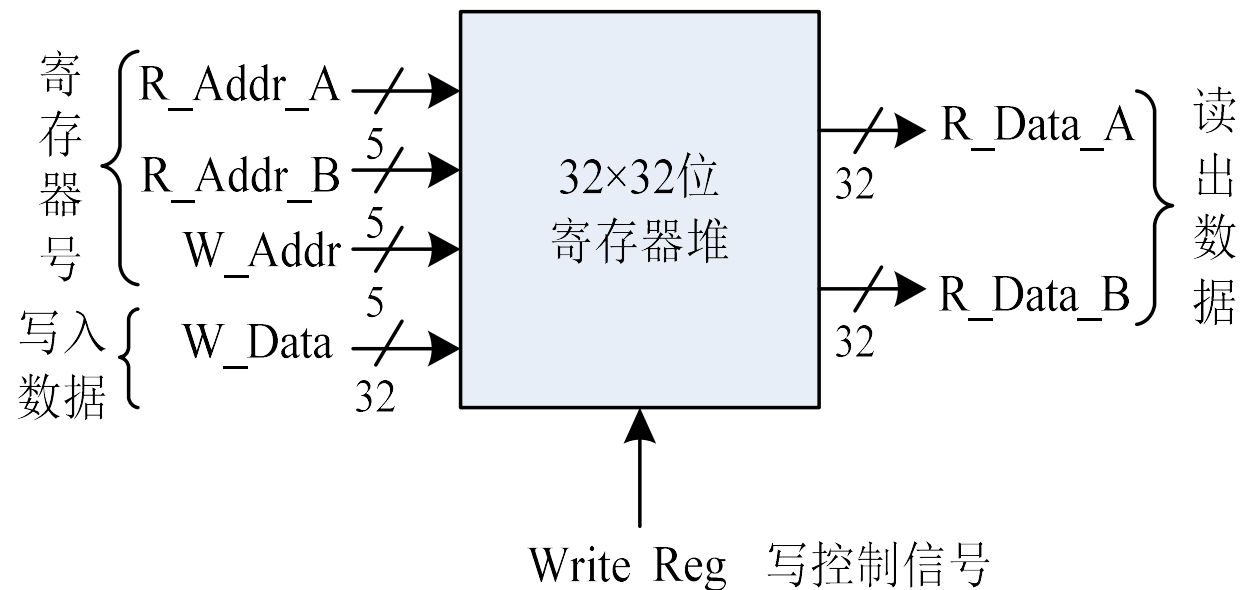 寄存器号
R_Addr_A
5
R_Addr_B
5
W_Addr
5
写入
数据
W_Data
32
32×32位
寄存器堆
R_Data_A
32
R_Data_B
32
读出数据
Write Reg 写控制信号